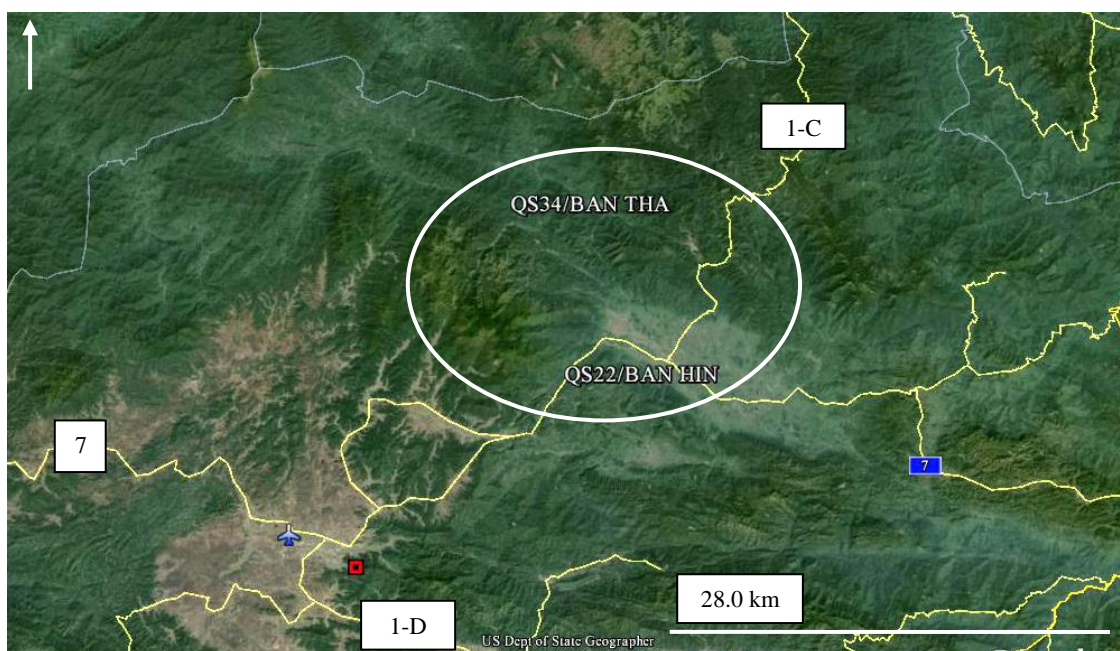 1-C
QS34/BAN THA
QS22/BAN HIN
7
7
28.0 km
1-D
US Dept of State Geographer